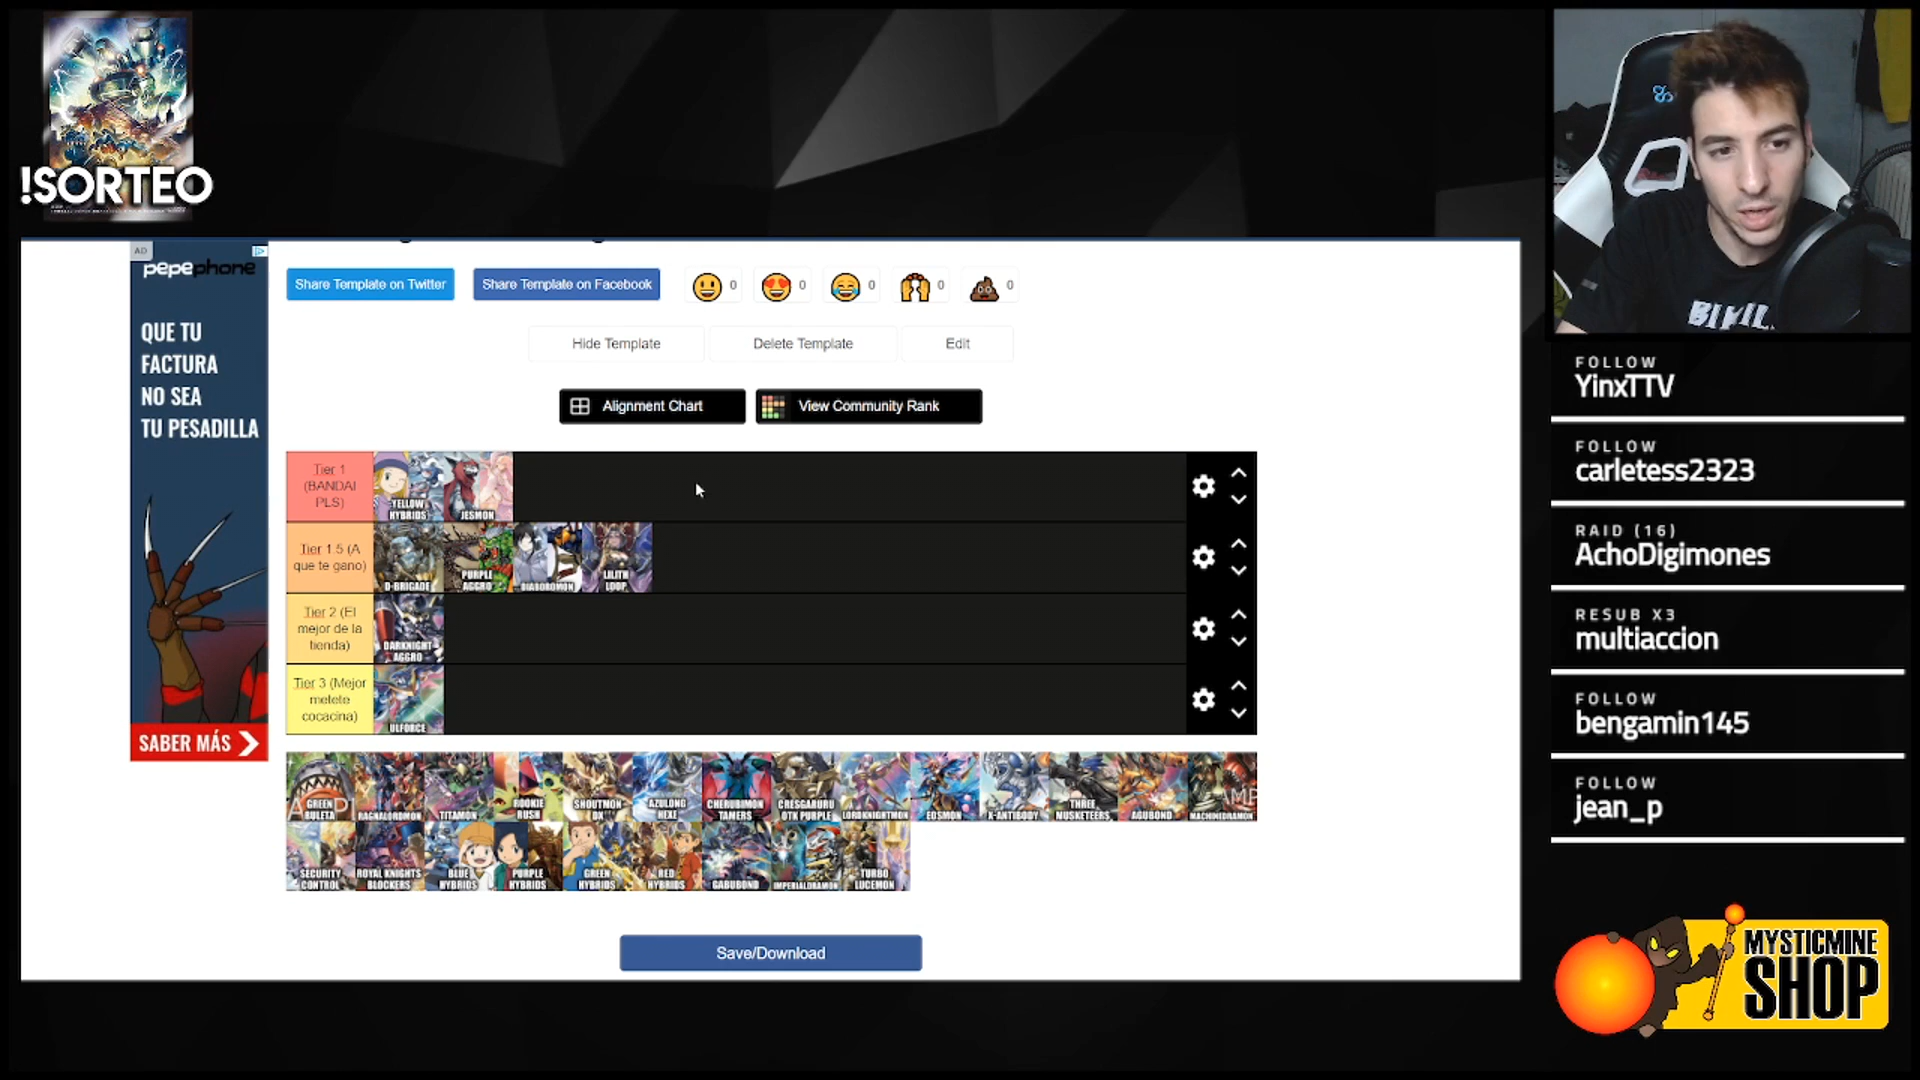 !SORTEO
AD
pepephone
QUE TU
FACTURA
NO SEA
TU PESADILLA
SABER MÁS
Share Template on Twitter
Share Template on Facebook
0
0
0
0
0
Hide Template
Delete Template
Edit
Alignment Chart
View Community Rank
Tier 1
(BANDAI
PLS)
YELLOW
HYBRIDS
JESMON
Tier 1.5 (A
que te gano)
D-BRIGADE
PURPLE
AGGRO
DIABOROMON
LILITH
LOOP
Tier 2 (El
mejor de la
tienda)
DARKNIGHT
AGGRO
Tier 3 (Mejor
metete
cocacina)
ULFORCE
GREEN
RULETA
RAGNALORDMON
TITAMON
ROOKIE
RUSH
SHOUTMON
DX
AZULONG
HEXE
CHERUBIMON
TAMERS
CRESGARURU
OTK PURPLE
LORDKNIGHTMON
EOSMON
X-ANTIBODY
THREE
MUSKETEERS
AGUBOND
MACHINEDRAMON
SECURITY
CONTROL
ROYAL KNIGHTS
BLOCKERS
BLUE
HYBRIDS
PURPLE
HYBRIDS
GREEN
HYBRIDS
RED
HYBRIDS
GABUBOND
IMPERIALDRAMON
TURBO
LUCEMON
Save/Download
FOLLOW
YinxTTV
FOLLOW
carletess2323
RAID (16)
AchoDigimones
RESUB X3
multiaccion
FOLLOW
bengamin145
FOLLOW
jean_p
MYSTICMINE
SHOP